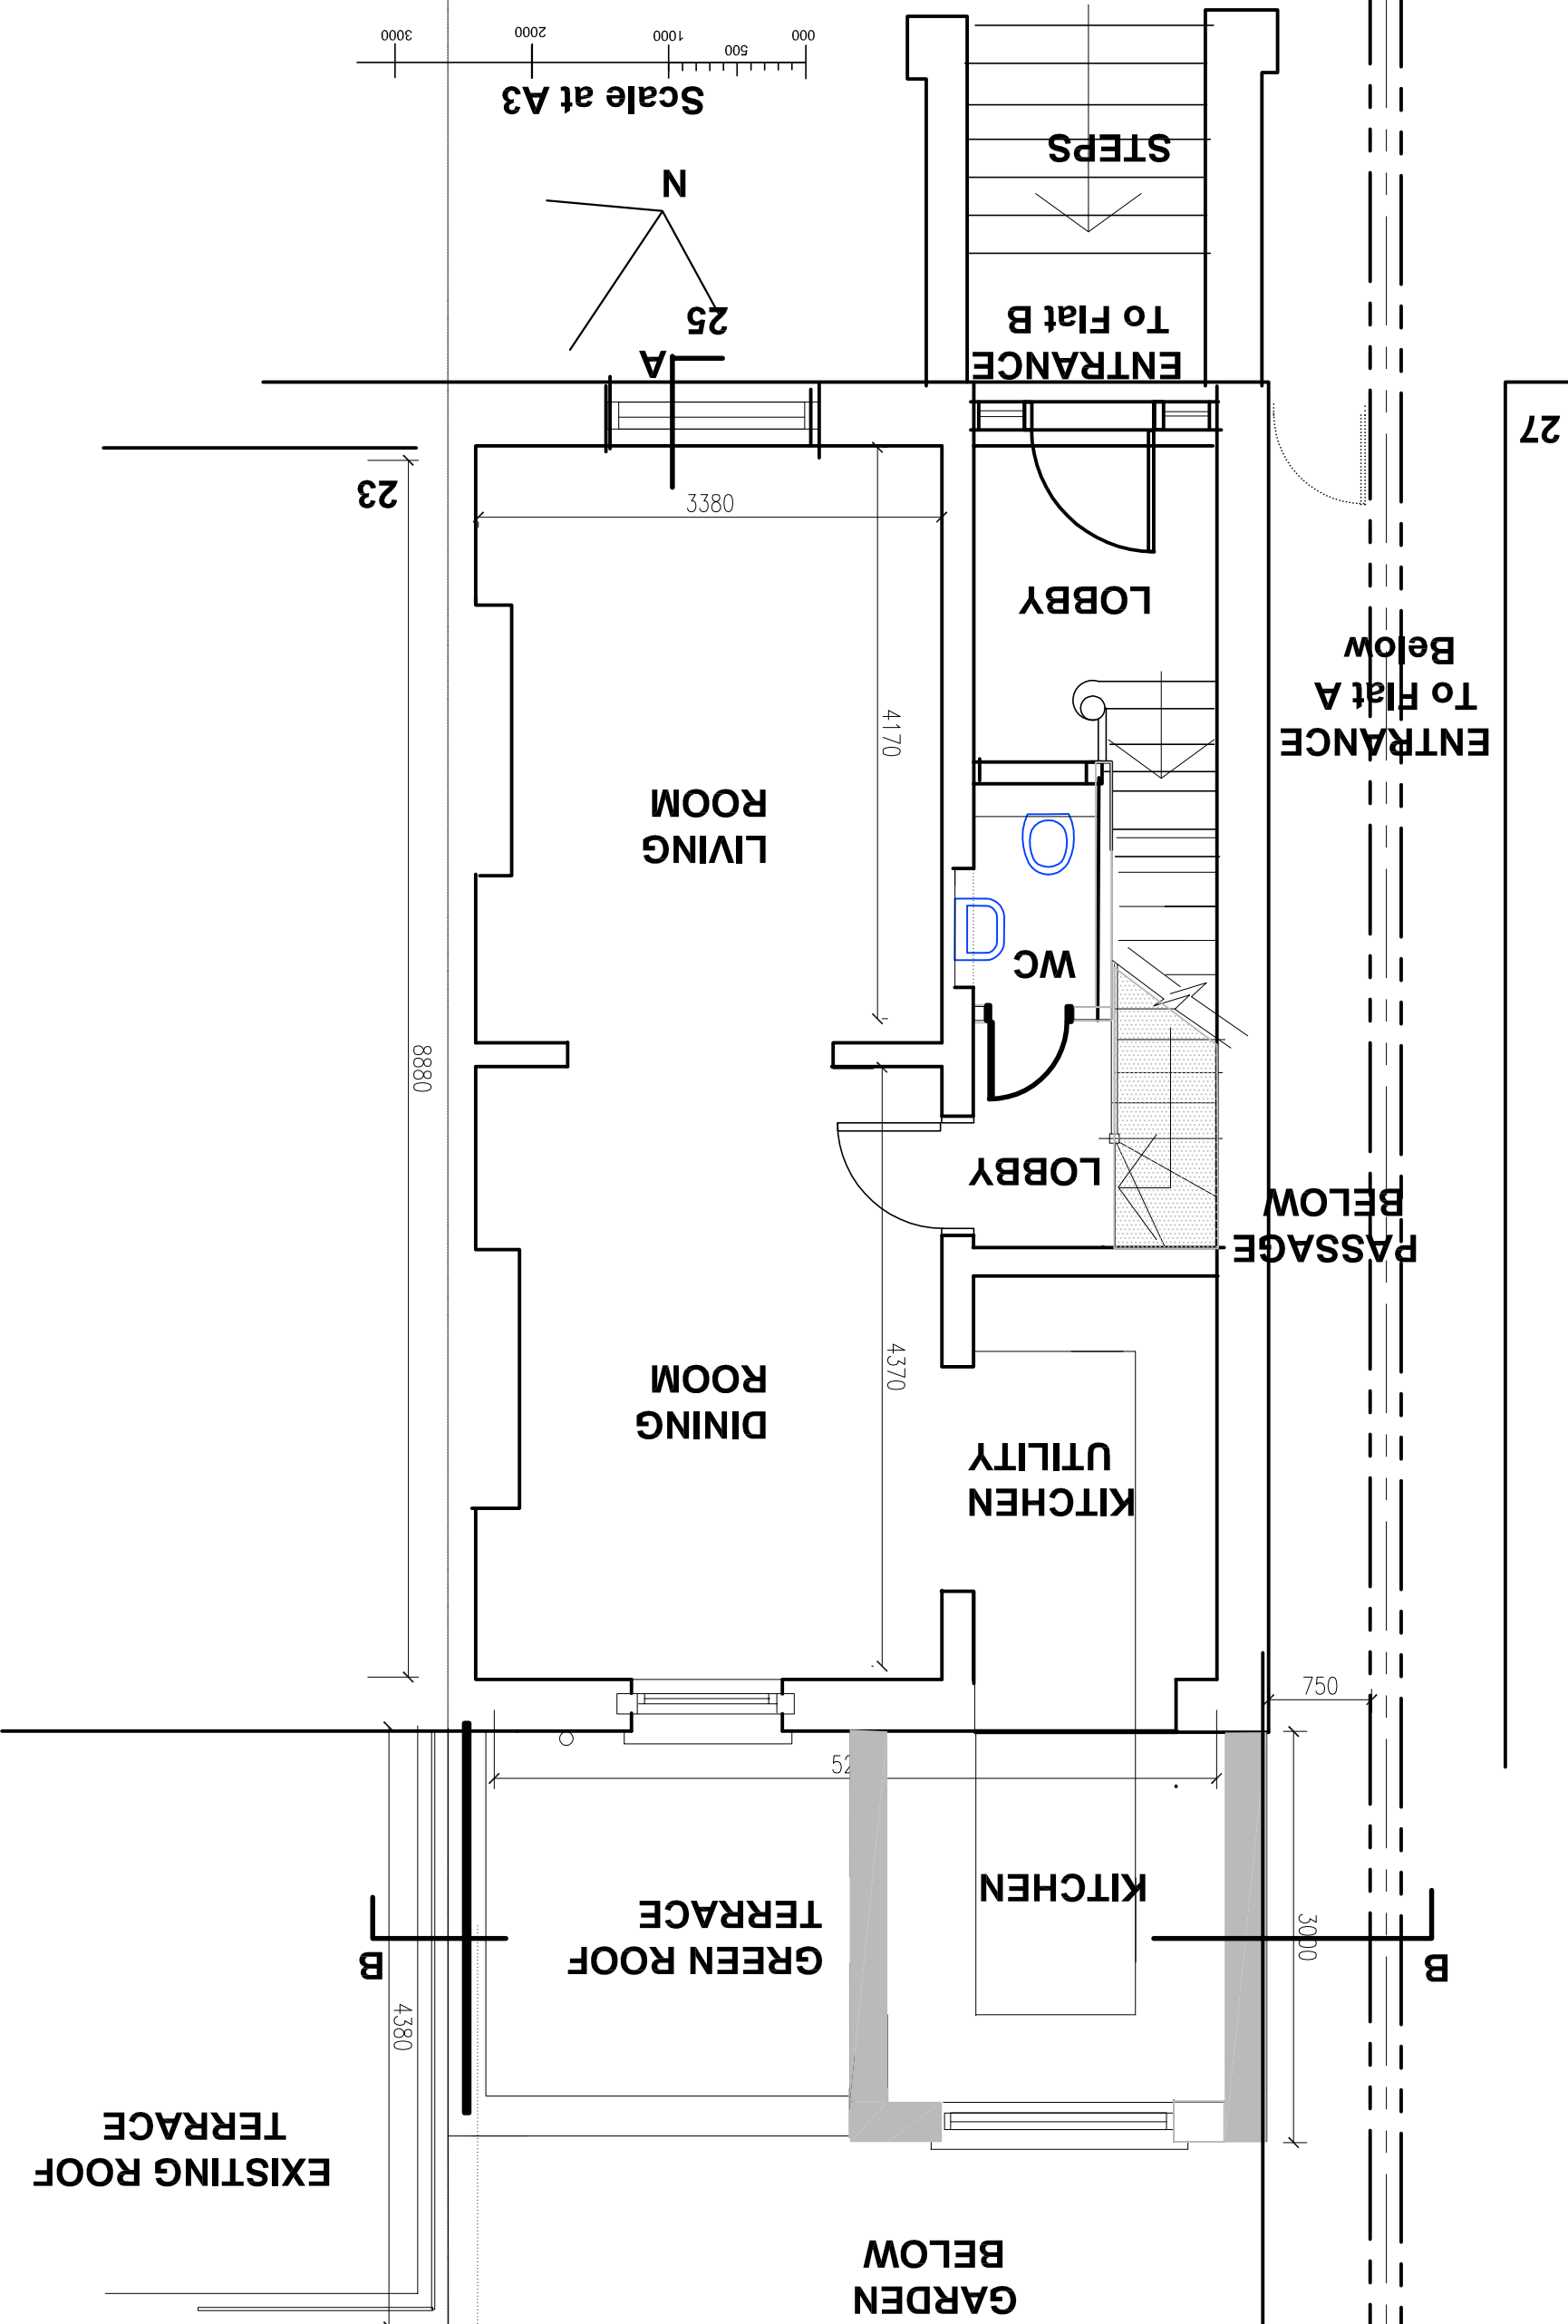 GARDEN
BELOW
EXISTING ROOF
TERRACE
4380
B
B
3000
GREEN ROOF
TERRACE
KITCHEN
750
KITCHEN
UTILITY
DINING
ROOM
4370
PASSAGE
BELOW
LOBBY
8880
WC
LIVING
ROOM
4170
ENTRANCE
To Flat A
Below
LOBBY
3380
23
27
A
25
ENTRANCE
To Flat B
N
STEPS
Scale at A3
000
500
1000
2000
3000